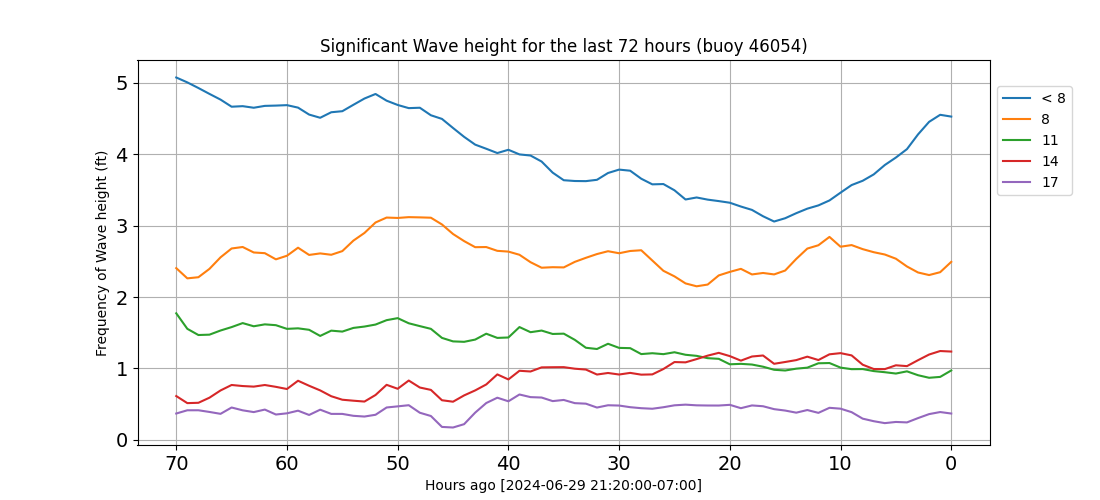 Significant Wave height for the last 72 hours (buoy 46054)
Frequency of Wave height (ft)
5
4
3
2
1
0
70 60 50 40 30 20 10 0
Hours ago [2024-06-29 21:20:00-07:00]
< 8
8
11
14
17